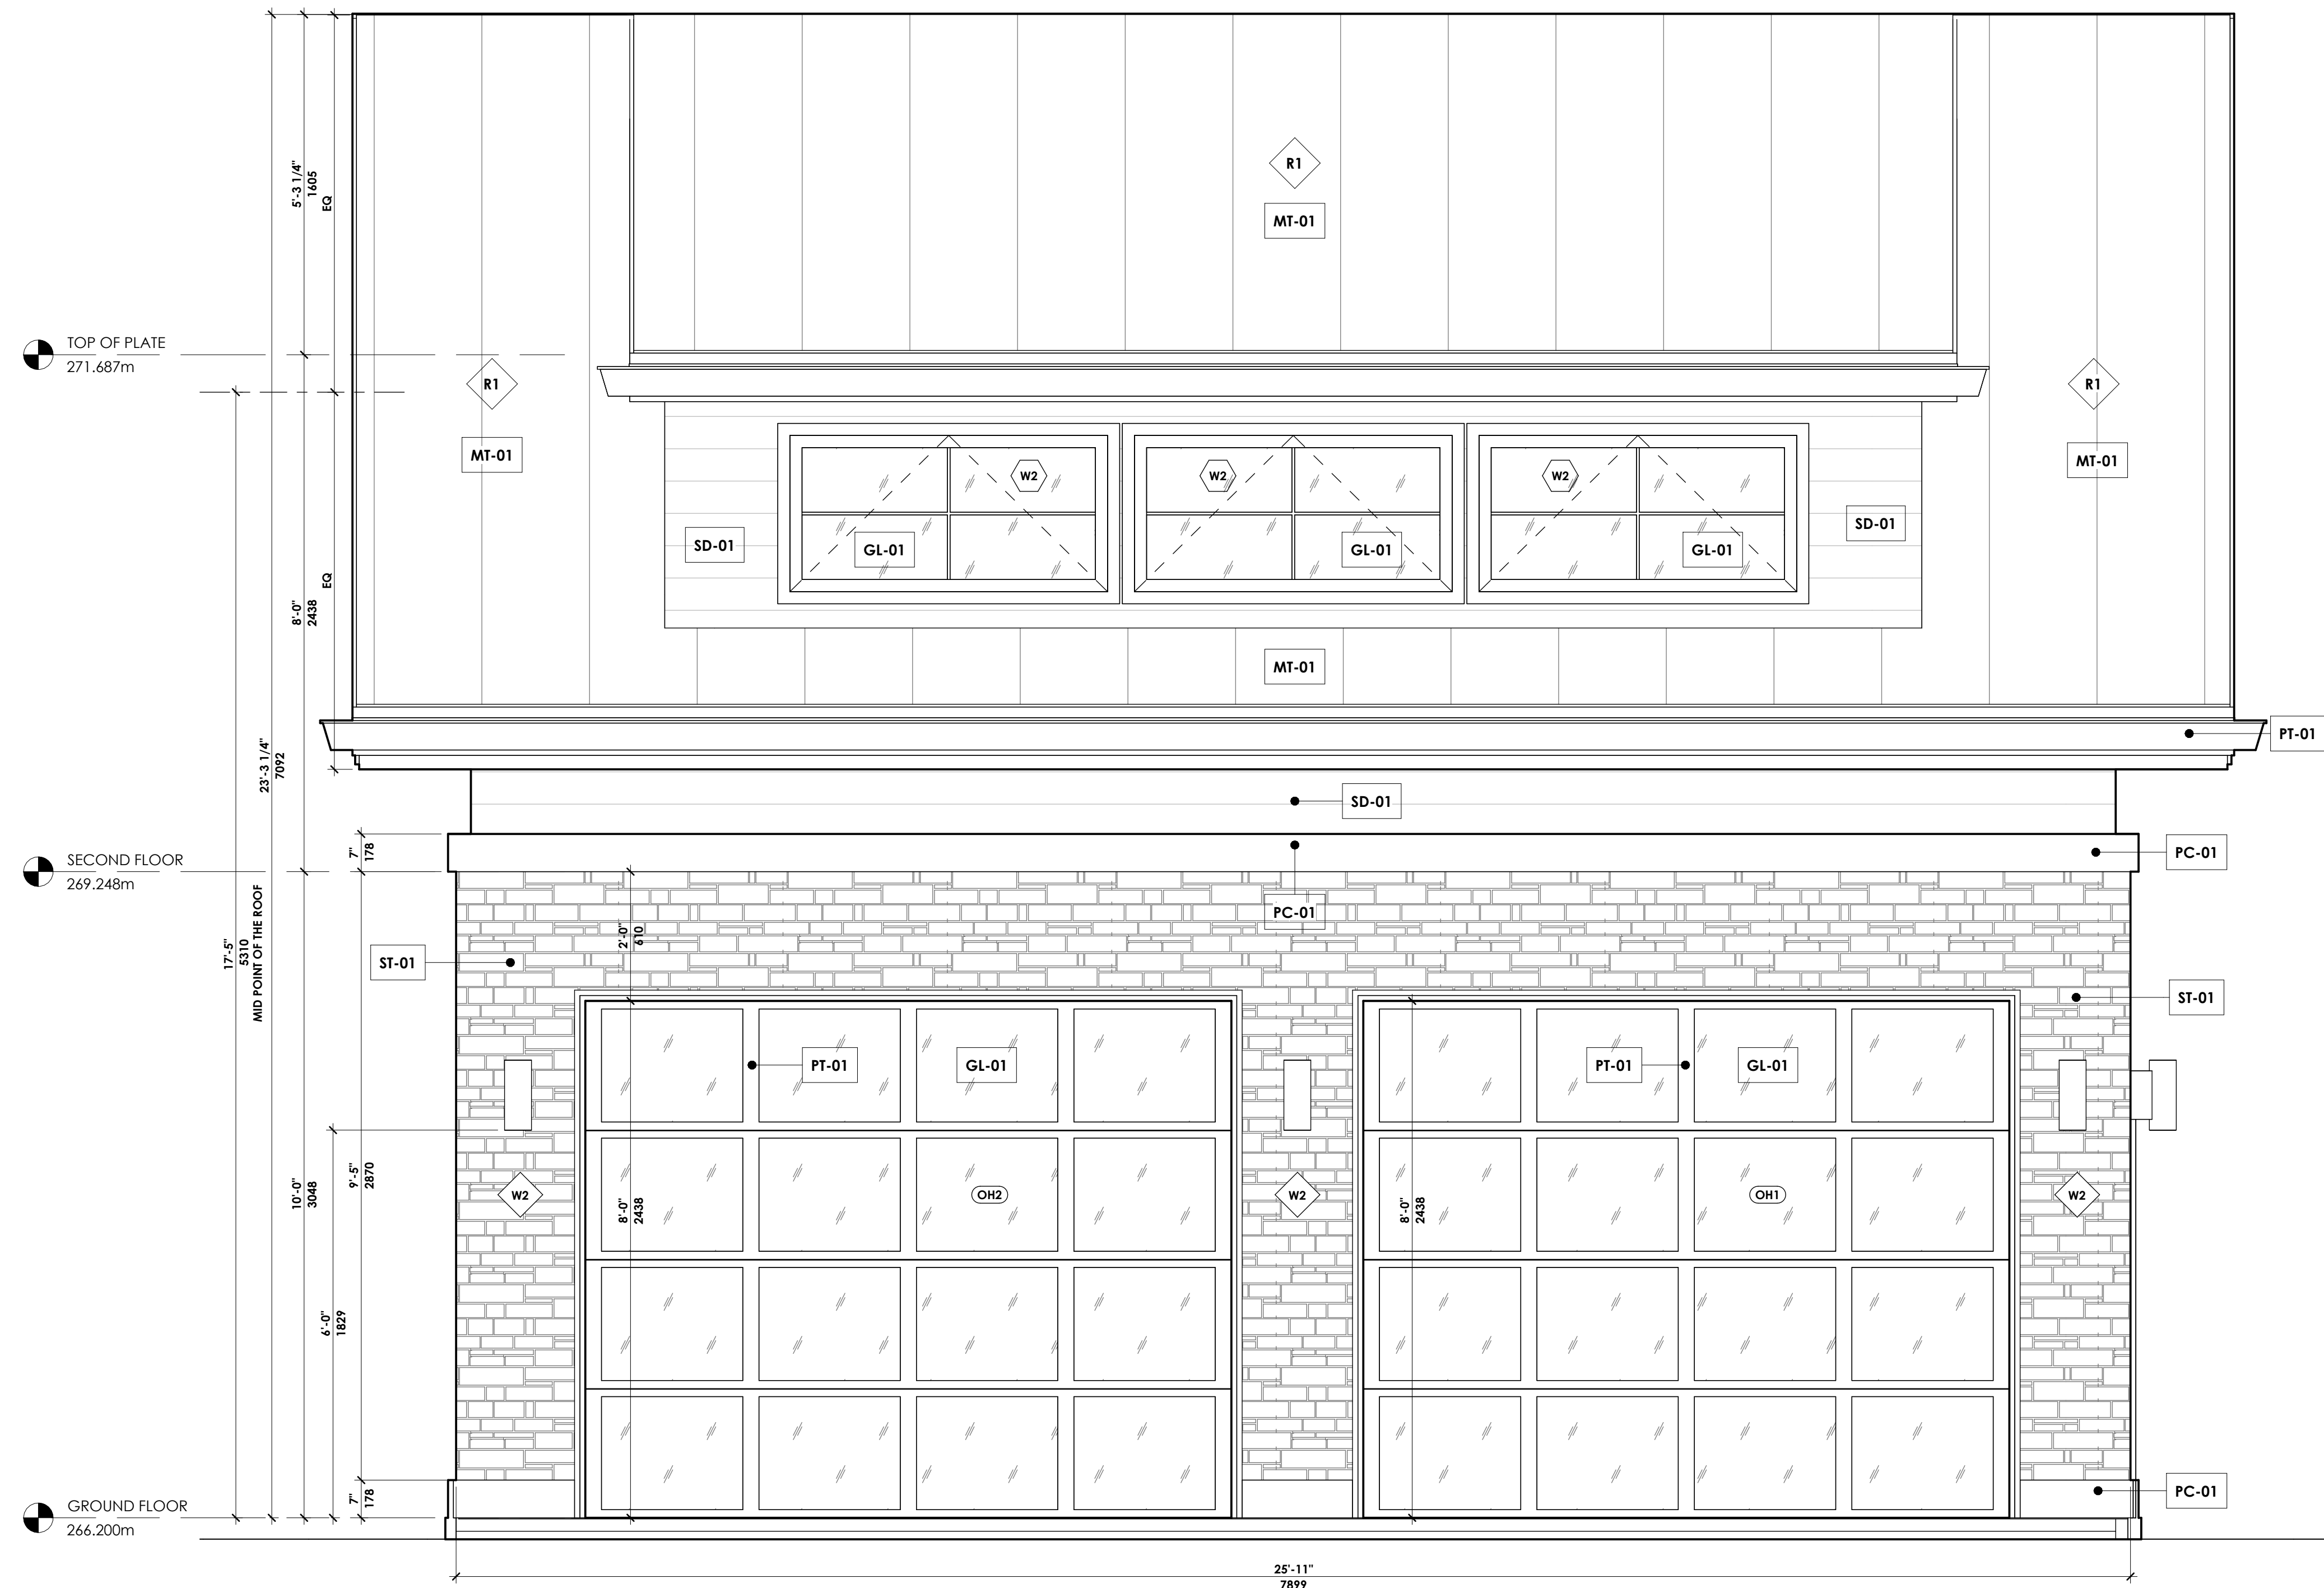 5'-3 1/4"
1605
EQ
R1
MT-01
TOP OF PLATE
271.687m
R1
R1
MT-01
MT-01
W2
W2
W2
SD-01
GL-01
GL-01
GL-01
SD-01
EQ
8'-0"
2438
MT-01
PT-01
23'-3 1/4"
7092
SD-01
7"
178
PC-01
SECOND FLOOR
269.248m
PC-01
2'-0"
610
17'-5"
5310
MID POINT OF THE ROOF
ST-01
ST-01
PT-01
GL-01
PT-01
GL-01
10'-0"
3048
9'-5"
2870
W2
8'-0"
2438
OH2
W2
8'-0"
2438
OH1
W2
6'-0"
1829
7"
178
PC-01
GROUND FLOOR
266.200m
25'-11"
7899